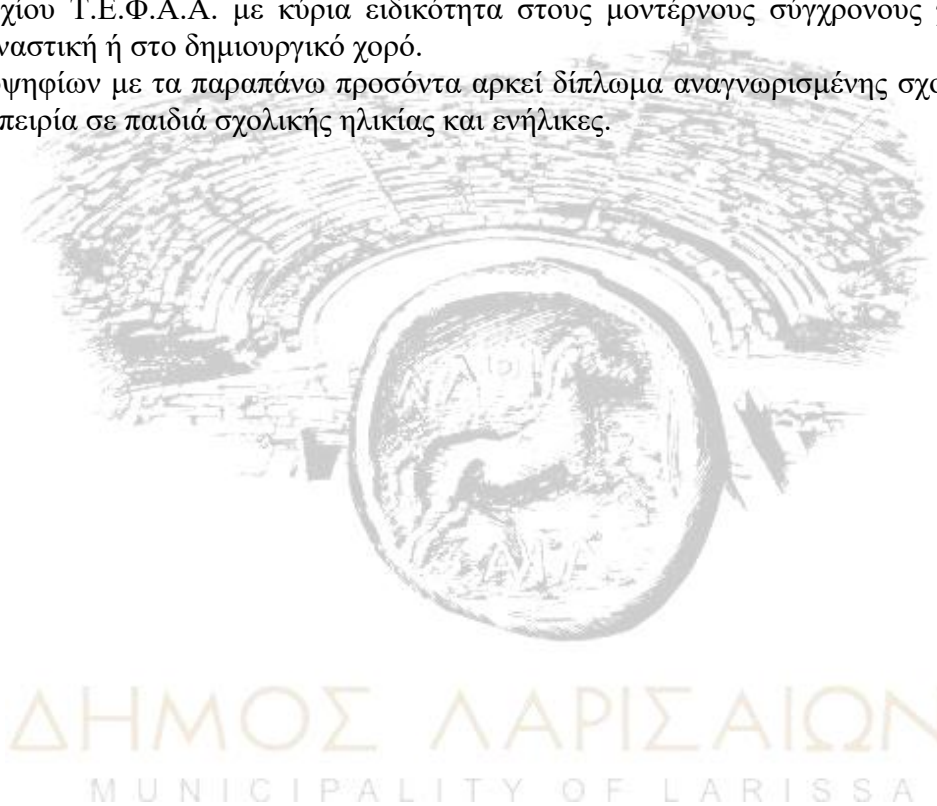 χίου Τ.Ε.Φ.Α.Α. με κύρια ειδικότητα στους μοντέρνους σύγχρονους
ναστική ή στο δημιουργικό χορό.
ψηφίων με τα παραπάνω προσόντα αρκεί δίπλωμα αναγνωρισμένης σχο
πειρία σε παιδιά σχολικής ηλικίας και ενήλικες.
ΔΗΜΟΣ ΛΑΡΙΣΑΙΩΝ
MUNICIPALITY OF LARISSA